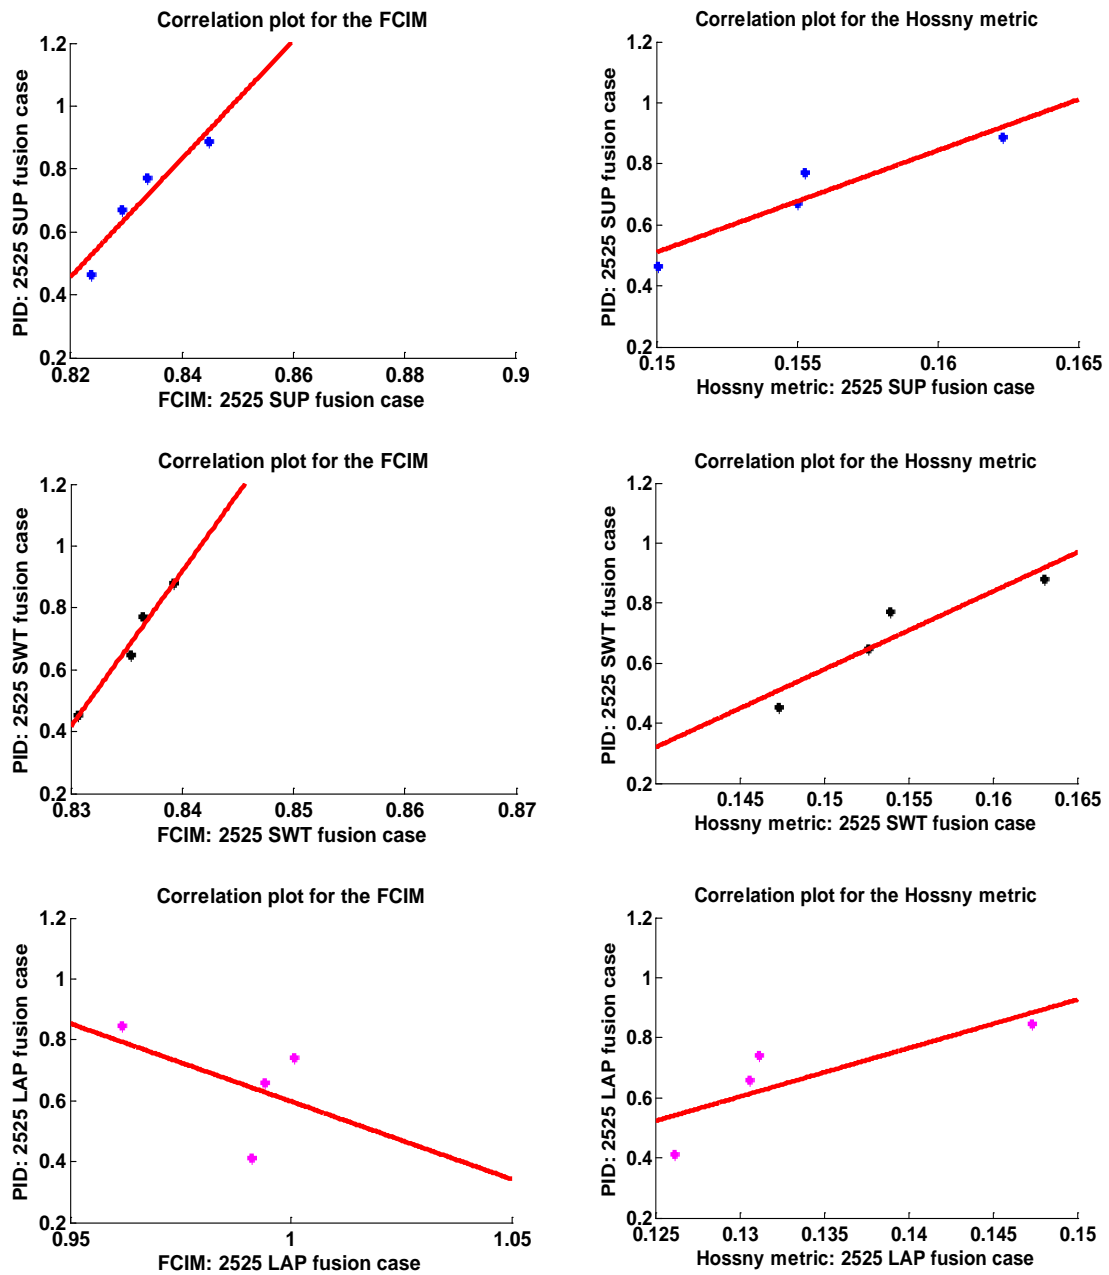 Correlation plot for the FCIM
PID: 2525 SUP fusion case
1.2
1
0.8
0.6
0.4
0.2
0.82 0.84 0.86 0.88 0.9
FCIM: 2525 SUP fusion case
Correlation plot for the Hossny metric
PID: 2525 SUP fusion case
1.2
1
0.8
0.6
0.4
0.2
0.15 0.155 0.16 0.165
Hossny metric: 2525 SUP fusion case
Correlation plot for the FCIM
PID: 2525 SWT fusion case
1.2
1
0.8
0.6
0.4
0.2
0.83 0.84 0.85 0.86 0.87
FCIM: 2525 SWT fusion case
Correlation plot for the Hossny metric
PID: 2525 SWT fusion case
1.2
1
0.8
0.6
0.4
0.2
0.145 0.15 0.155 0.16 0.165
Hossny metric: 2525 SWT fusion case
Correlation plot for the FCIM
PID: 2525 LAP fusion case
1.2
1
0.8
0.6
0.4
0.2
0.95 1 1.05
FCIM: 2525 LAP fusion case
Correlation plot for the Hossny metric
PID: 2525 LAP fusion case
1.2
1
0.8
0.6
0.4
0.2
0.125 0.13 0.135 0.14 0.145 0.15
Hossny metric: 2525 LAP fusion case